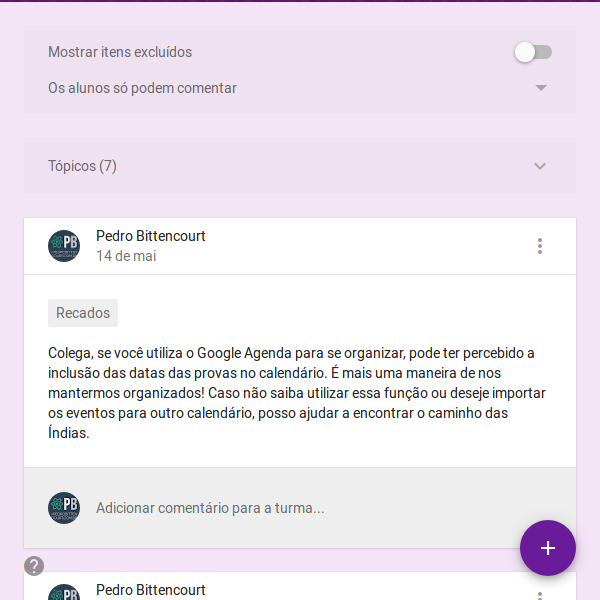 Mostrar itens excluídos
Os alunos só podem comentar
Tópicos (7)
PB
Pedro Bittencourt
14 de mai
Recados
Colega, se você utiliza o Google Agenda para se organizar, pode ter percebido a
inclusão das datas das provas no calendário. É mais uma maneira de nos
mantermos organizados! Caso não saiba utilizar essa função ou deseje importar
os eventos para outro calendário, posso ajudar a encontrar o caminho das
Índias.
PB
Adicionar comentário para a turma...
+
?
PB
Pedro Bittencourt